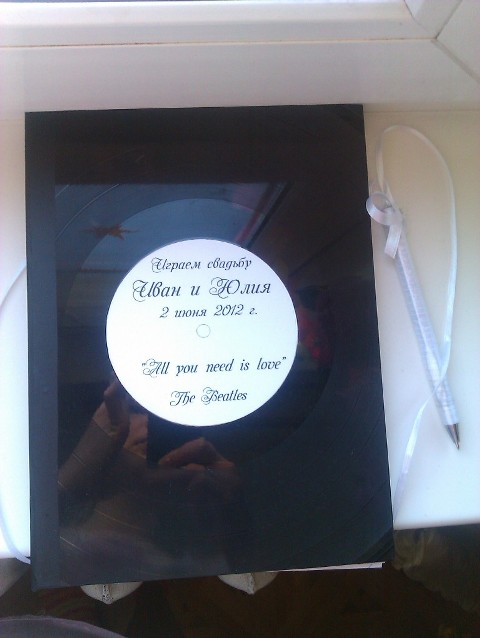 Играем свадьбу
Иван и Юлия
2 июня 2012 г.
"All you need is love"
The Beatles